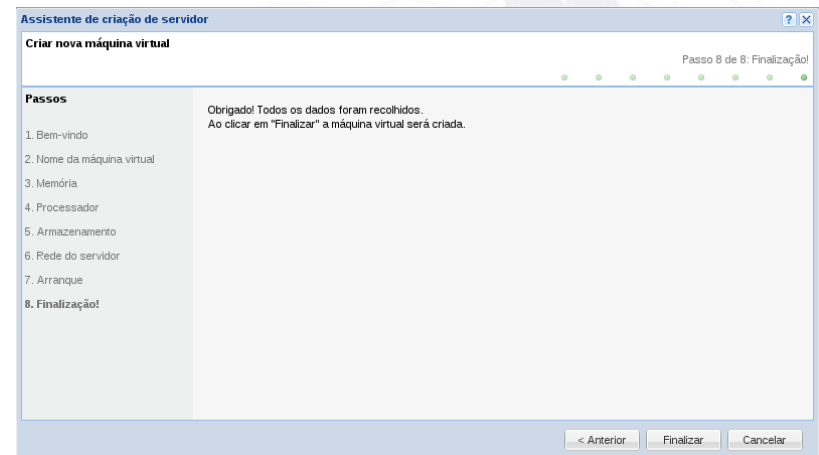 Assistente de criação de servidor
Criar nova máquina virtual
Passo 8 de 8: Finalização!
Passos
1. Bem-vindo
2. Nome da máquina virtual
3. Memória
4. Processador
5. Armazenamento
6. Rede do servidor
7. Arranque
8. Finalização!
Obrigado! Todos os dados foram recolhidos.
Ao clicar em "Finalizar" a máquina virtual será criada.
< Anterior
Finalizar
Cancelar